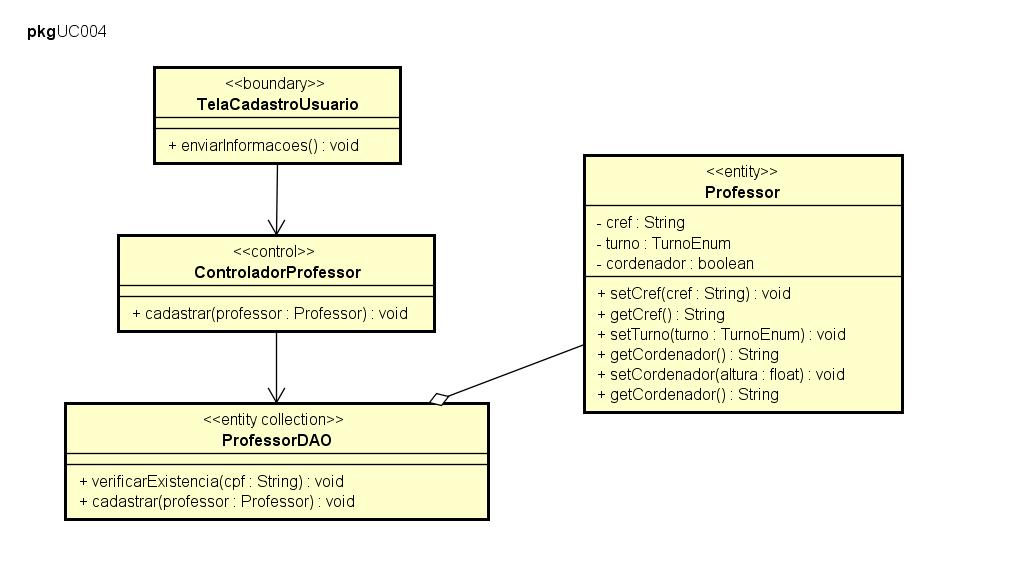 pkgUC004
<<boundary>>
TelaCadastroUsuario
+ enviarInformacoes() : void
<<control>>
ControladorProfessor
+ cadastrar(professor : Professor) : void
<<entity collection>>
ProfessorDAO
+ verificarExistencia(cpf : String) : void
+ cadastrar(professor : Professor) : void
<<entity>>
Professor
- cref : String
- turno : TurnoEnum
- cordenador : boolean
+ setCref(cref : String) : void
+ getCref() : String
+ setTurno(turno : TurnoEnum) : void
+ getCordenador() : String
+ setCordenador(altura : float) : void
+ getCordenador() : String